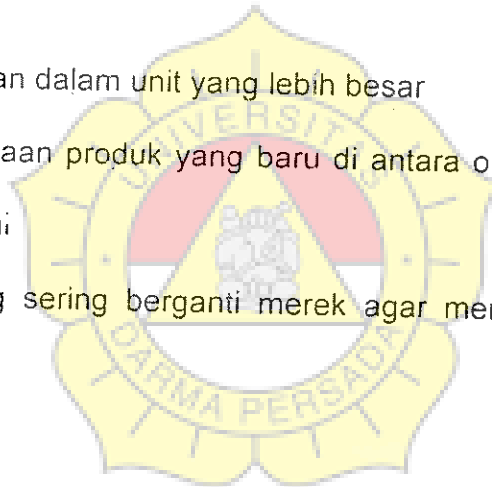 an dalam unit yang lebih besar
aan produk yang baru di antara o
i
g sering berganti merek agar me
UNIVERSITAS
DARMA PERSADA